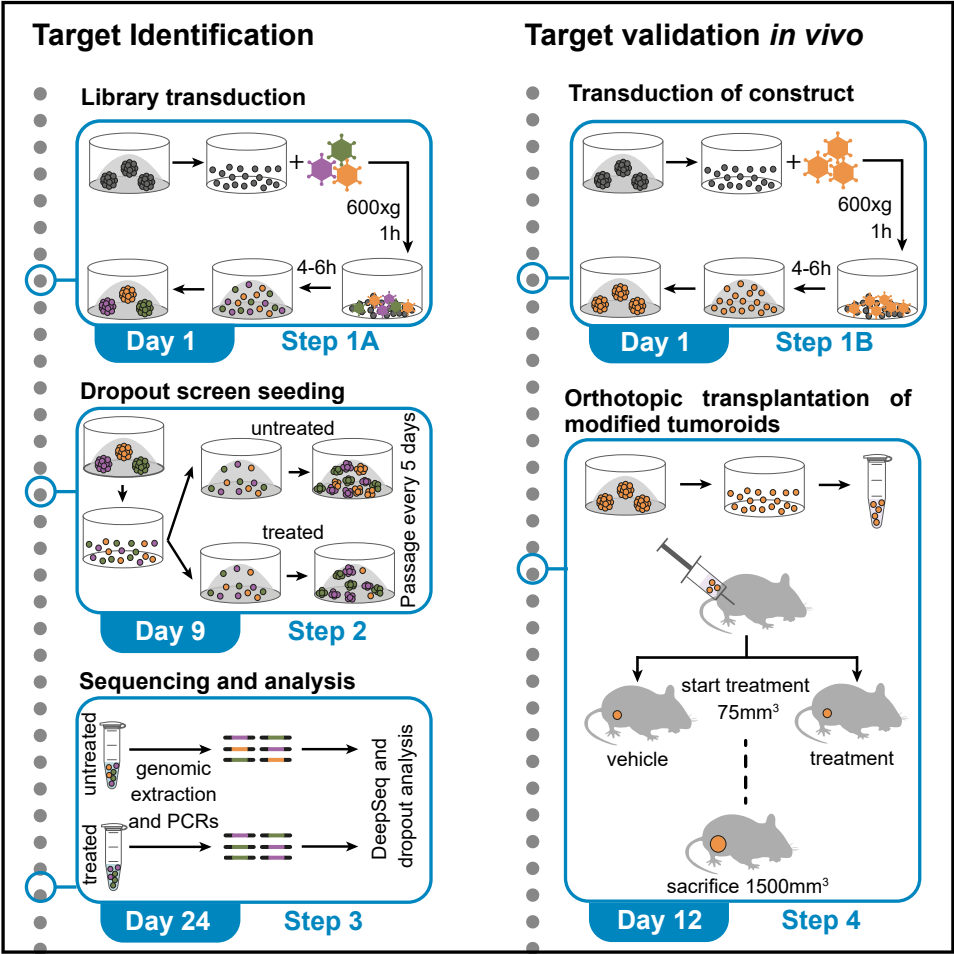 Target Identification
Library transduction
+
600xg
1h
4-6h
Day 1
Step 1A
Dropout screen seeding
untreated
treated
Passage every 5 days
Day 9
Step 2
Sequencing and analysis
untreated
treated
genomic
extraction
and PCRs
DeepSeq and
dropout analysis
Day 24
Step 3
Target validation in vivo
Transduction of construct
+
600xg
1h
4-6h
Day 1
Step 1B
Orthotopic transplantation of
modified tumoroids
start treatment
75mm³
vehicle
treatment
sacrifice 1500mm³
Day 12
Step 4